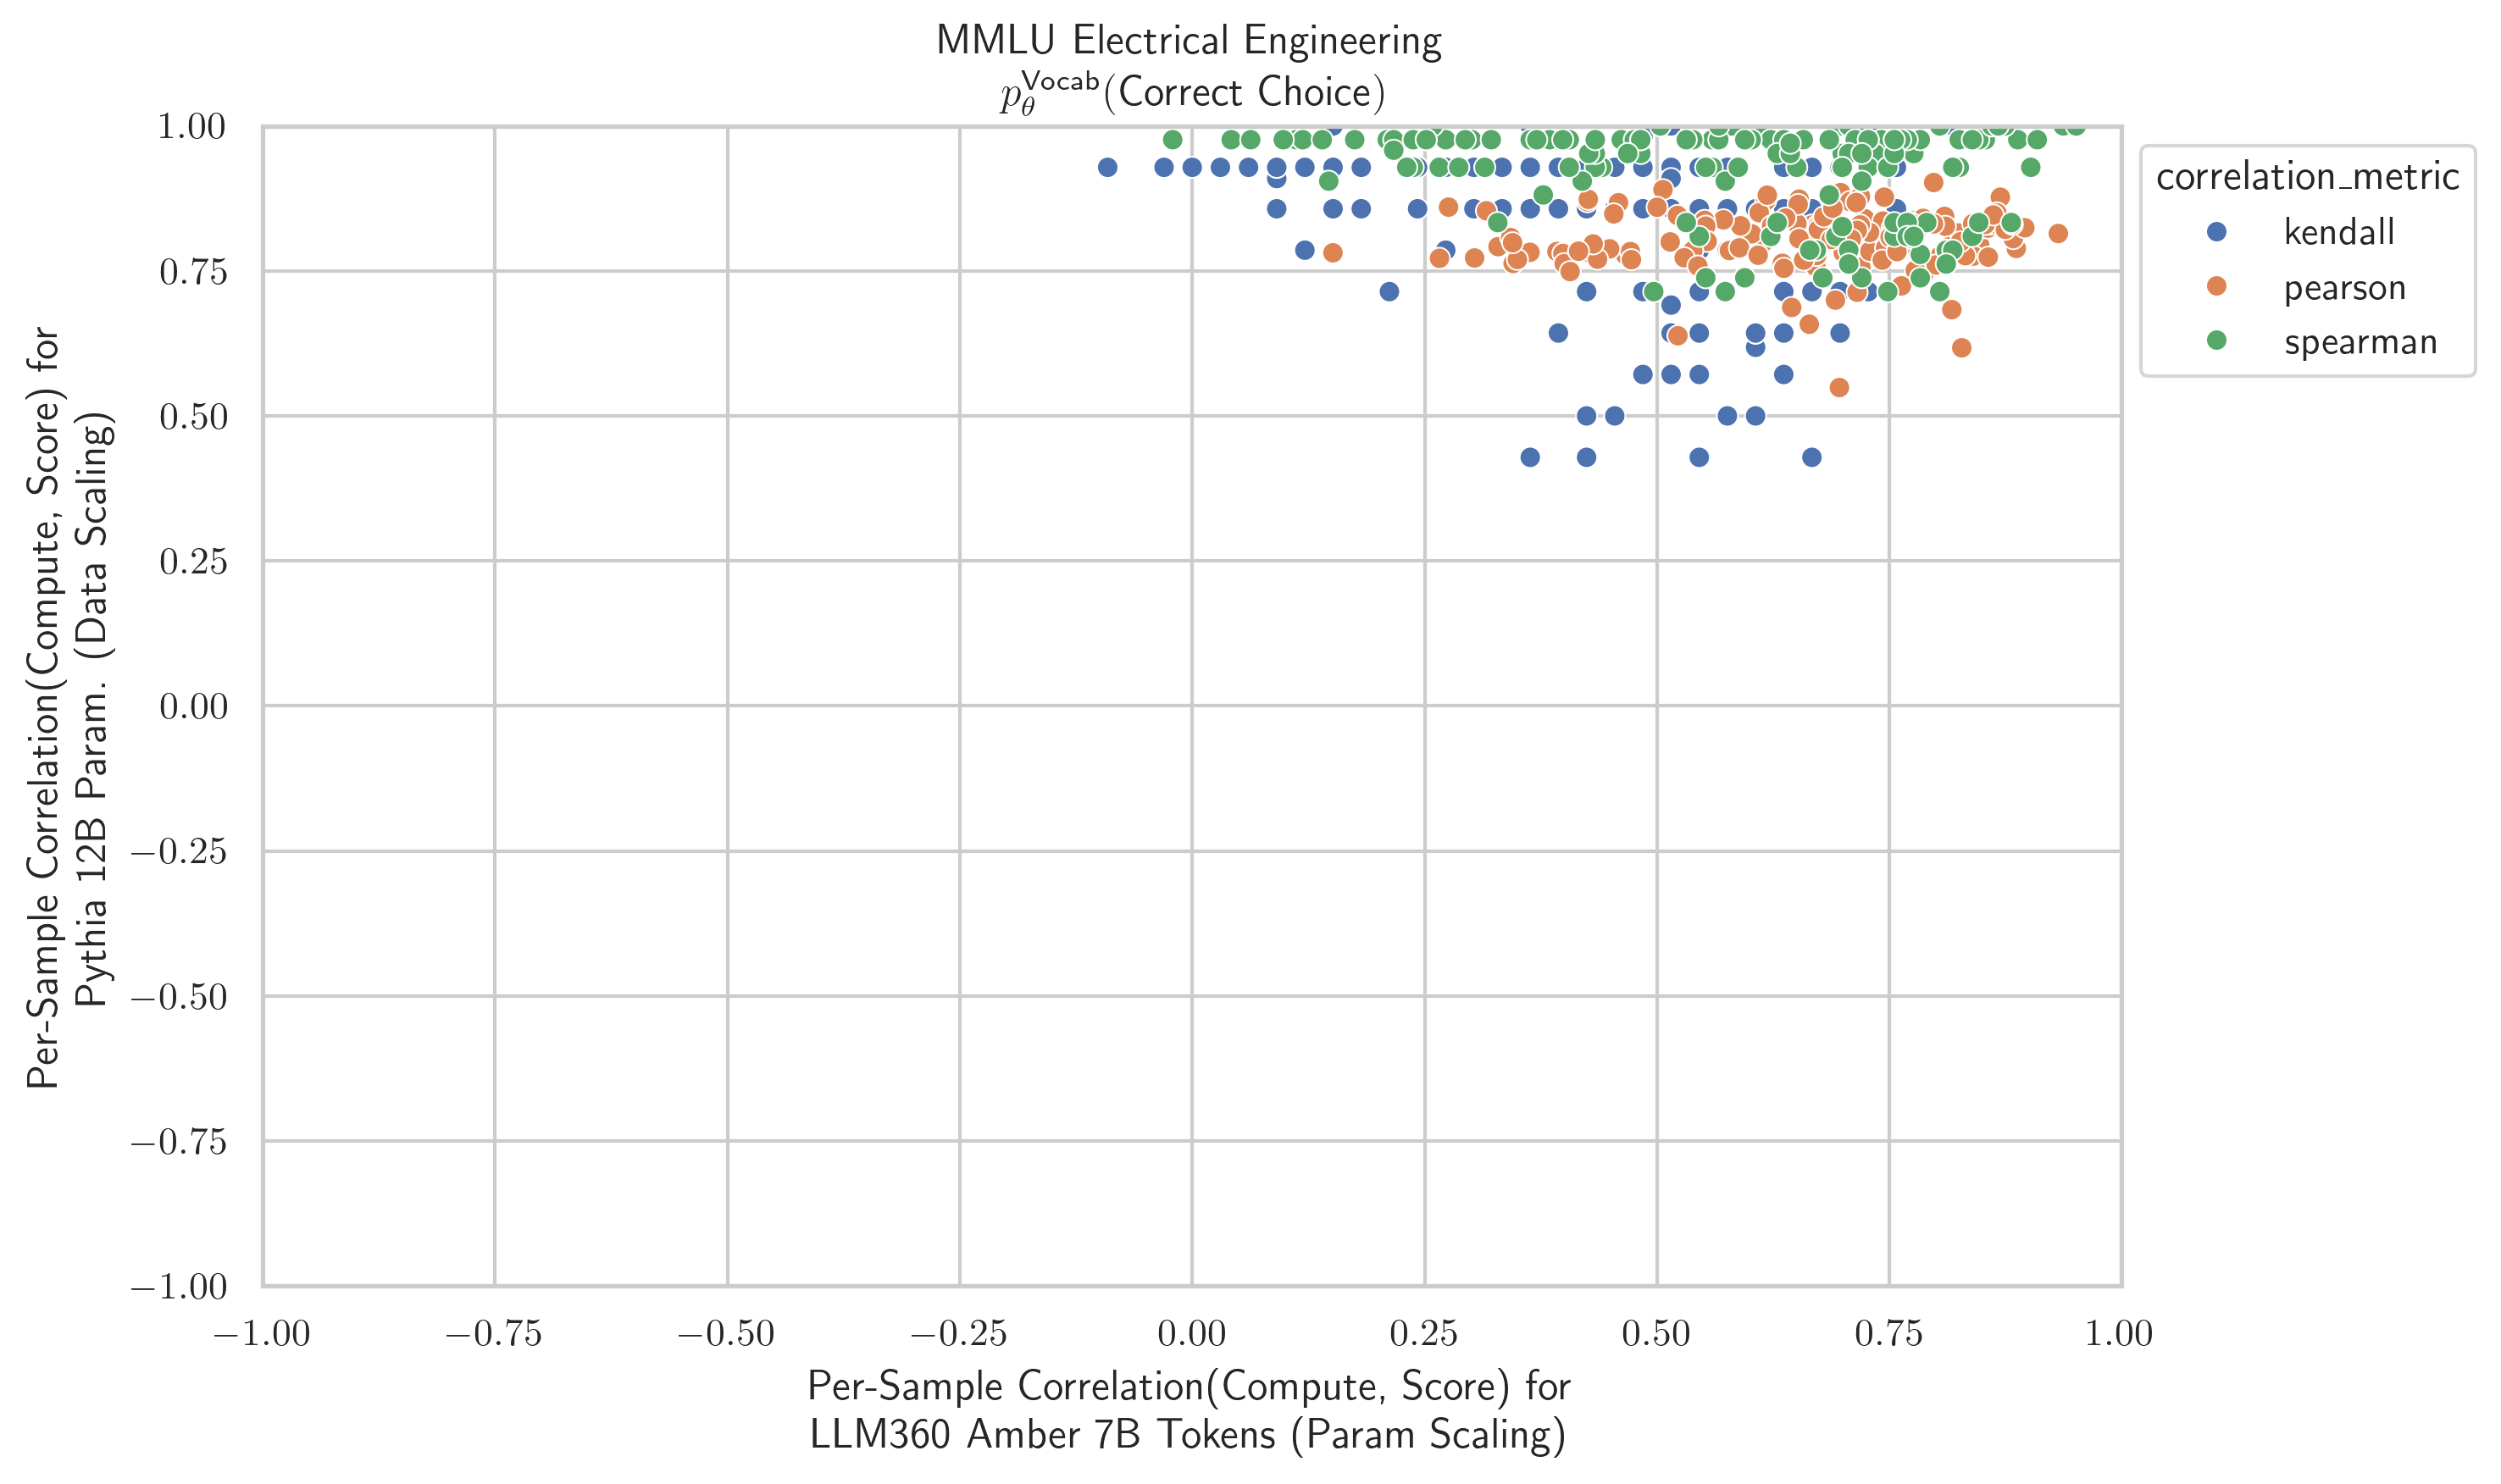 MMLU Electrical Engineering
p_θ^Vocab(Correct Choice)
1.00
0.75
0.50
0.25
0.00
−0.25
−0.50
−0.75
−1.00
Per-Sample Correlation(Compute, Score) for
Pythia 12B Param. (Data Scaling)
−1.00
−0.75
−0.50
−0.25
0.00
0.25
0.50
0.75
1.00
Per-Sample Correlation(Compute, Score) for
LLM360 Amber 7B Tokens (Param Scaling)
correlation_metric
kendall
pearson
spearman